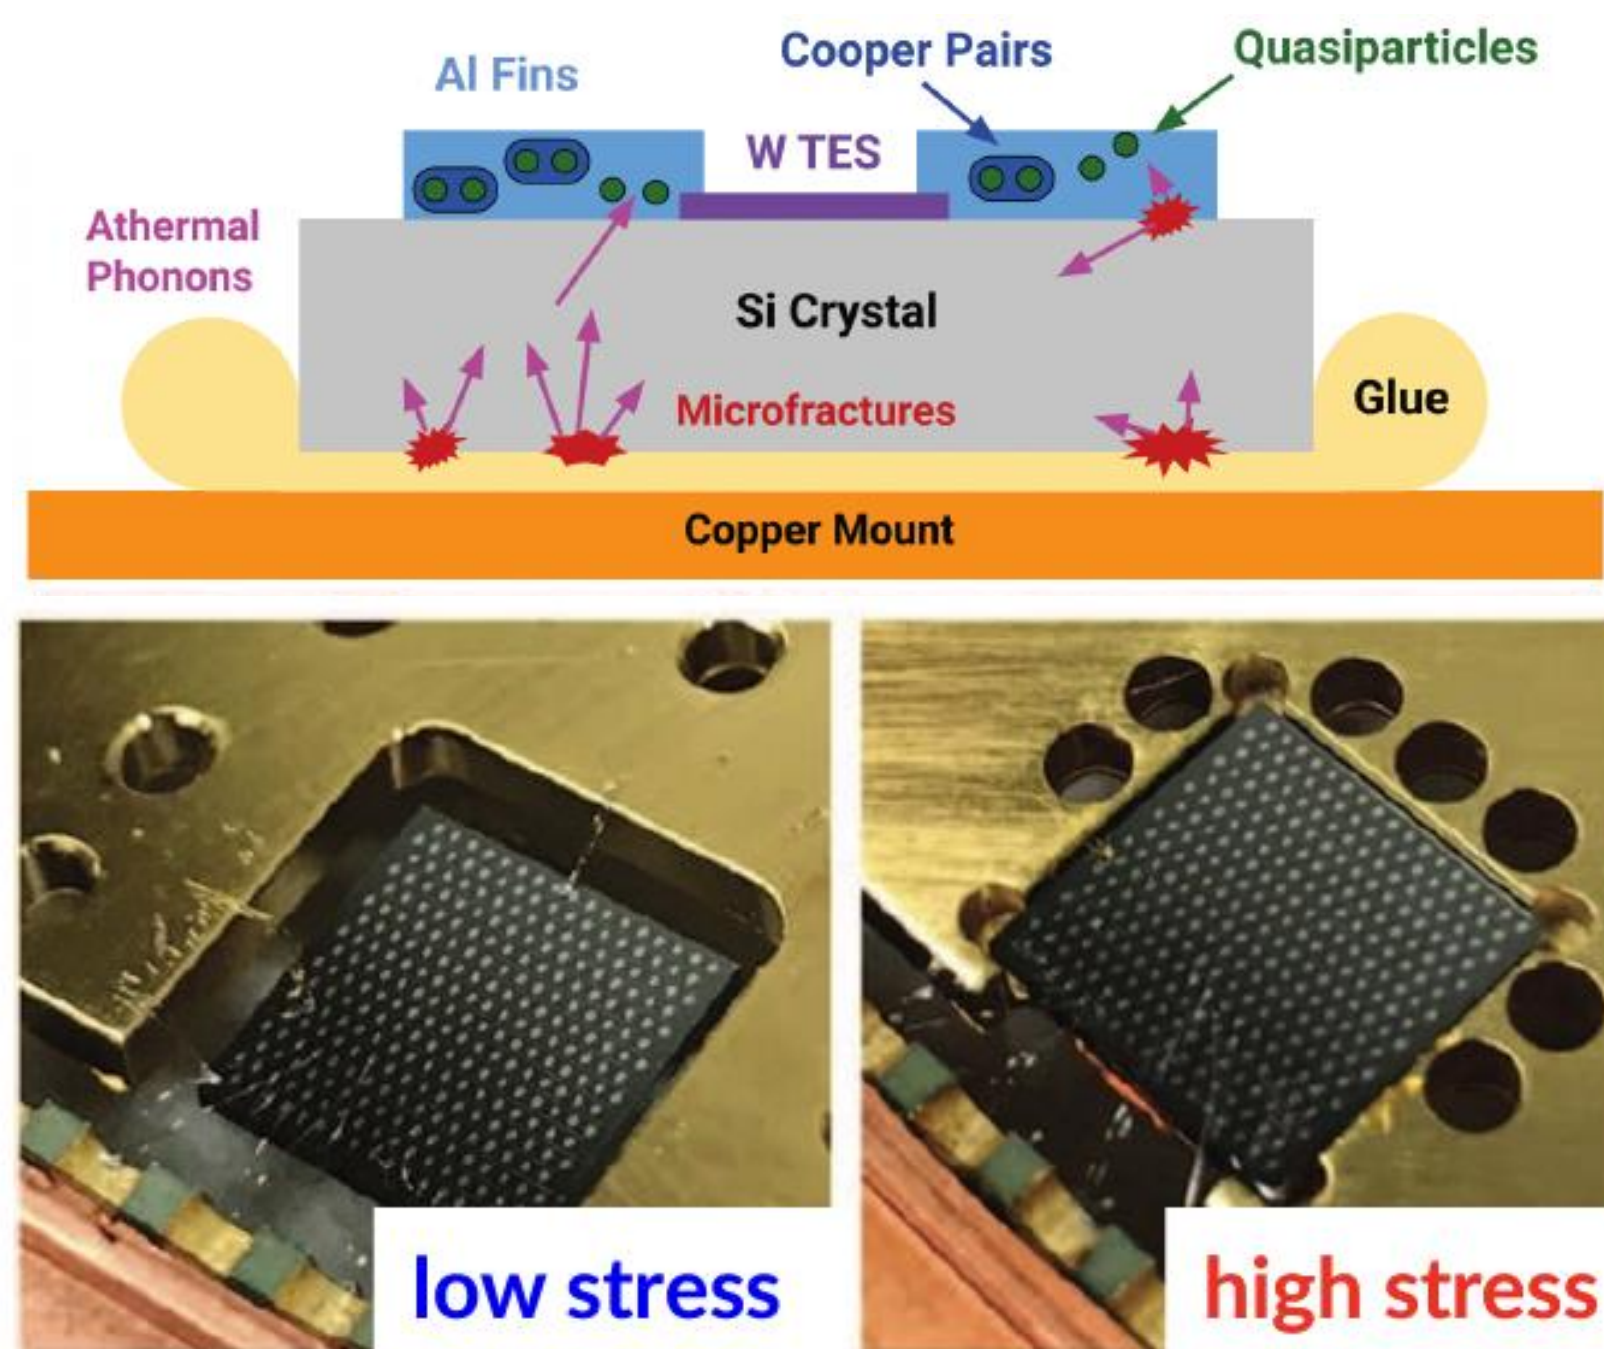 Al Fins
Cooper Pairs
Quasiparticles
W TES
Athermal
Phonons
Si Crystal
Microfractures
Glue
Copper Mount
low stress
high stress